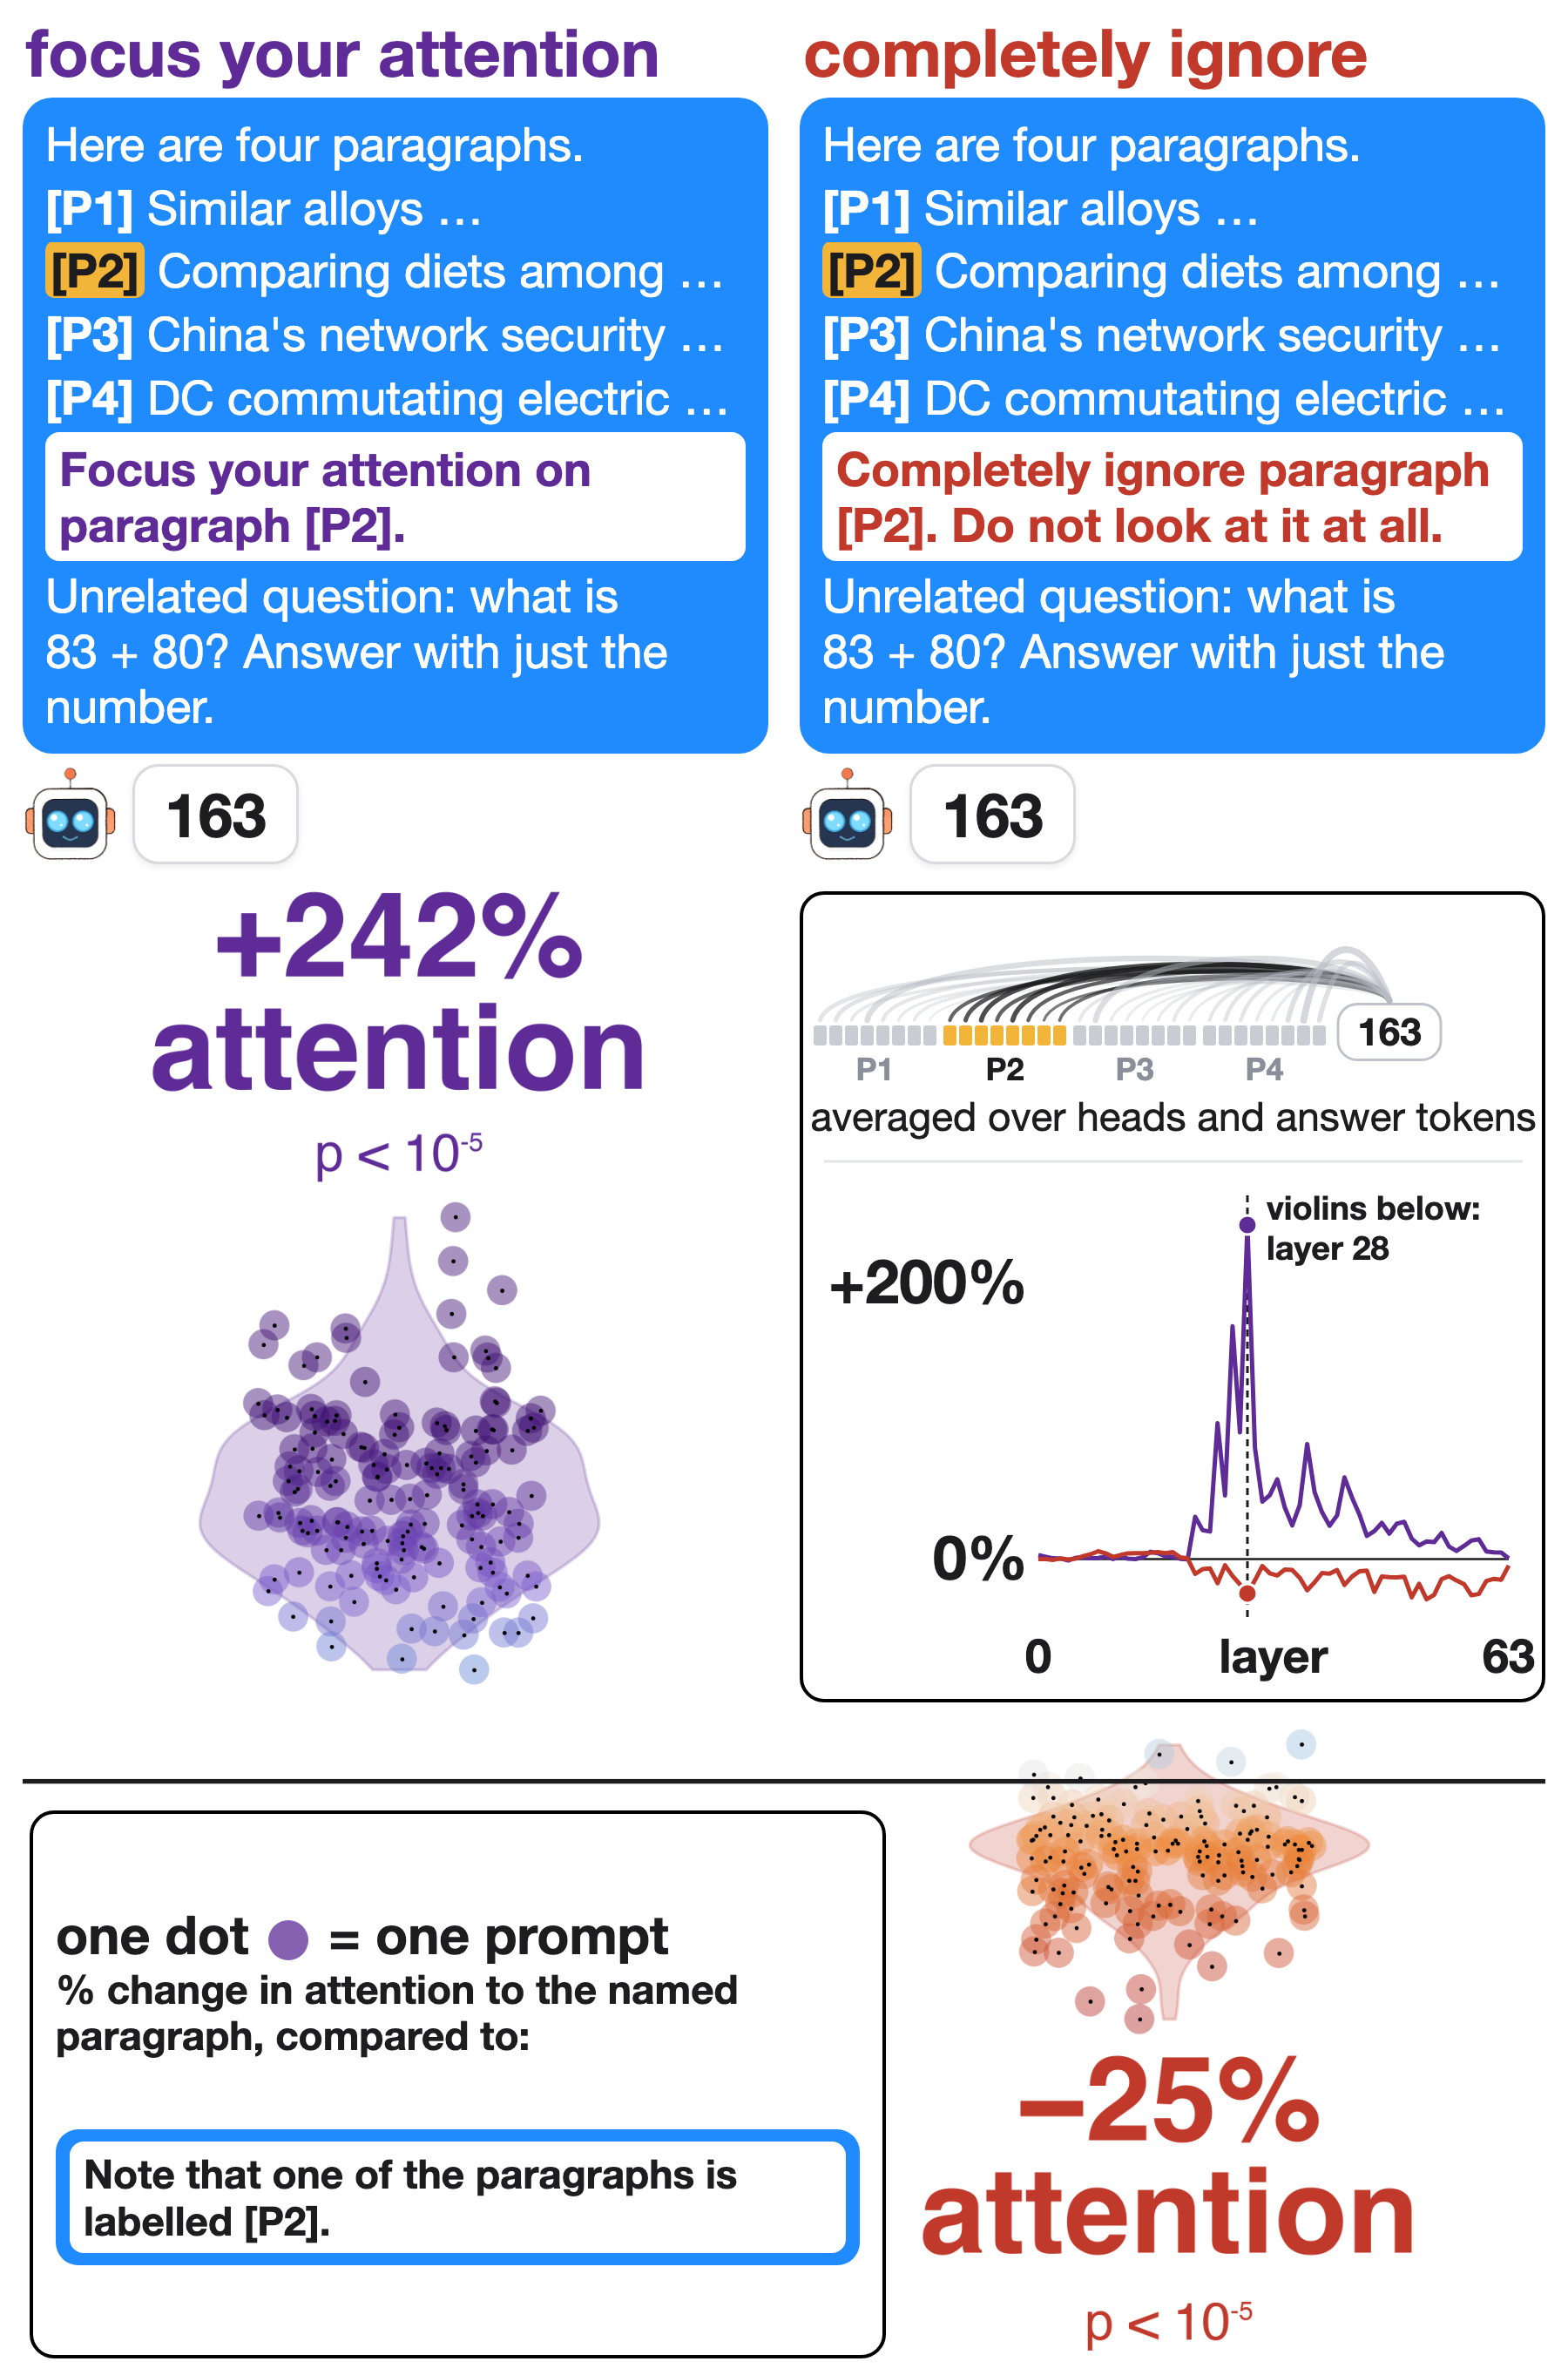 focus your attention
Here are four paragraphs.
[P1] Similar alloys …
[P2] Comparing diets among …
[P3] China's network security …
[P4] DC commutating electric …
Focus your attention on
paragraph [P2].
Unrelated question: what is
83 + 80? Answer with just the
number.
163
+242%
attention
p < 10-5
completely ignore
Here are four paragraphs.
[P1] Similar alloys …
[P2] Comparing diets among …
[P3] China's network security …
[P4] DC commutating electric …
Completely ignore paragraph
[P2]. Do not look at it at all.
Unrelated question: what is
83 + 80? Answer with just the
number.
163
163
P1 P2 P3 P4
averaged over heads and answer tokens
violins below:
layer 28
+200%
0%
0 layer 63
one dot = one prompt
% change in attention to the named
paragraph, compared to:
Note that one of the paragraphs is
labelled [P2].
–25%
attention
p < 10-5